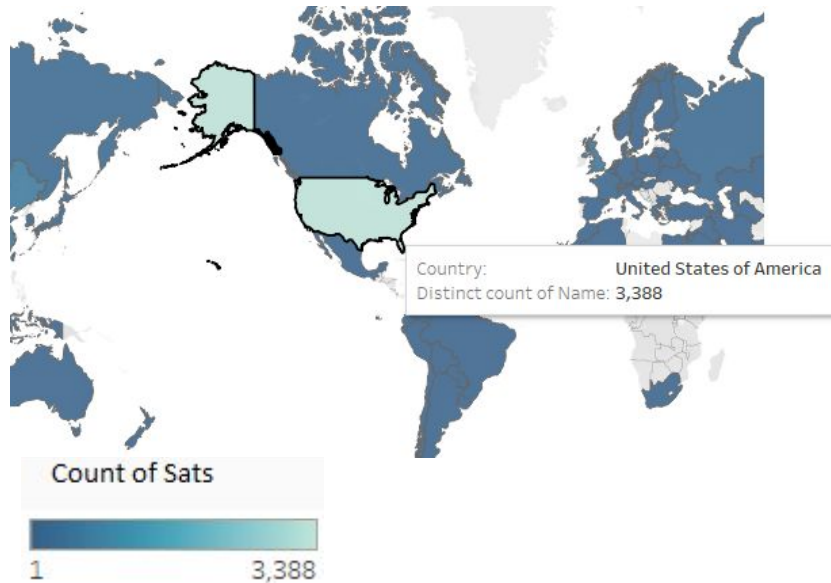 Country: United States of America
Distinct count of Name: 3,388
Count of Sats
1 3,388